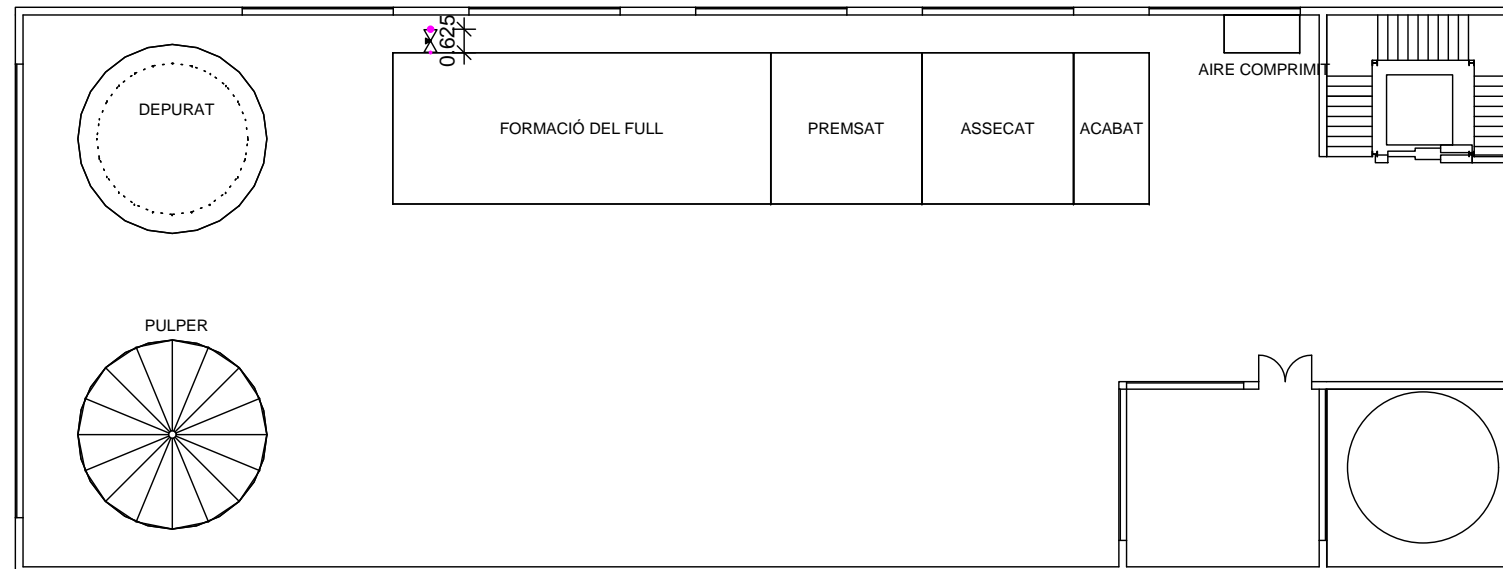 0.625
AIRE COMPRIMIT
DEPURAT
FORMACIÓ DEL FULL
PREMSAT
ASSECAT
ACABAT
PULPER